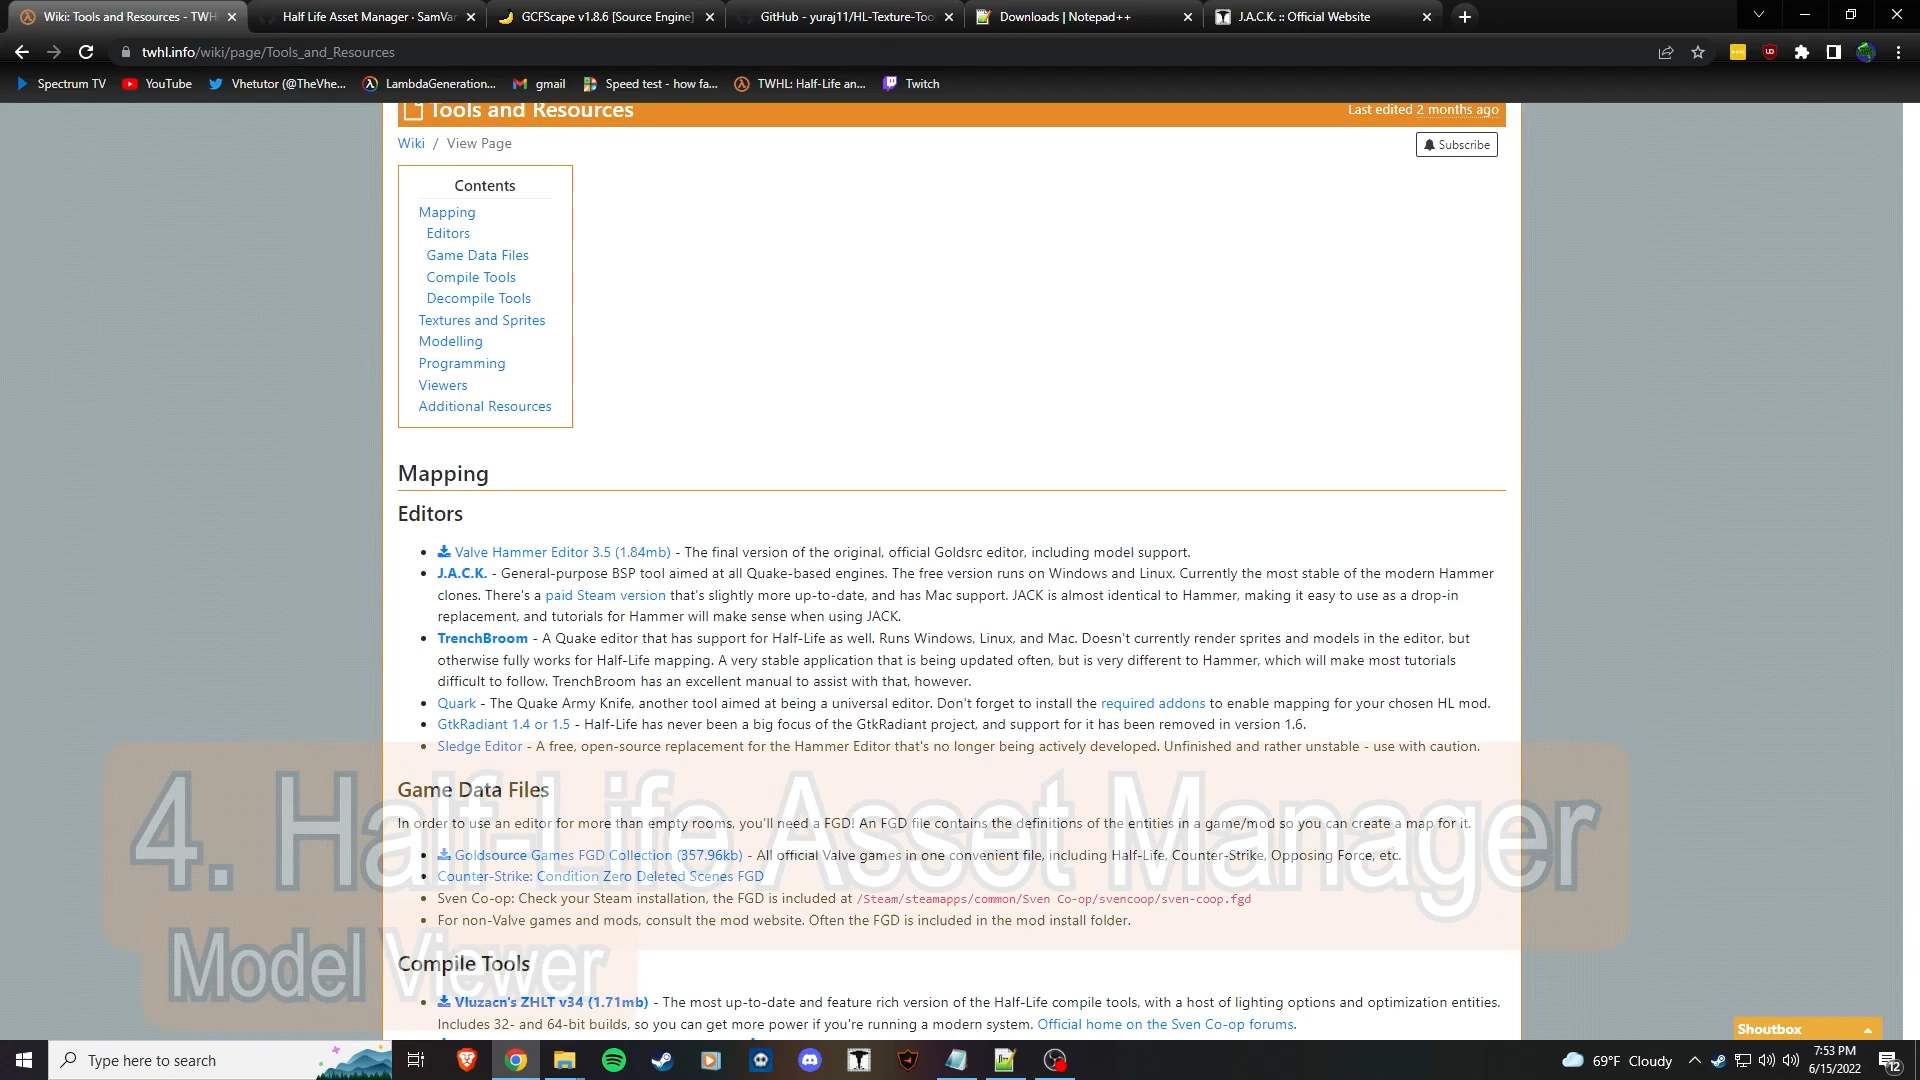 Wiki: Tools and Resources - TWH
Half Life Asset Manager · SamVan
GCFScape v1.8.6 [Source Engine]
GitHub - yuraj11/HL-Texture-Too
Downloads | Notepad++
J.A.C.K. :: Official Website
twhl.info/wiki/page/Tools_and_Resources
Spectrum TV
YouTube
Vhetutor (@TheVhe...
LambdaGeneration...
gmail
Speed test - how fa...
TWHL: Half-Life an...
Twitch
Tools and Resources
Last edited 2 months ago
Wiki / View Page
Subscribe
Contents
Mapping
Editors
Game Data Files
Compile Tools
Decompile Tools
Textures and Sprites
Modelling
Programming
Viewers
Additional Resources
Mapping
Editors
Valve Hammer Editor 3.5 (1.84mb) - The final version of the original, official Goldsrc editor, including model support.
J.A.C.K. - General-purpose BSP tool aimed at all Quake-based engines. The free version runs on Windows and Linux. Currently the most stable of the modern Hammer
clones. There's a paid Steam version that's slightly more up-to-date, and has Mac support. JACK is almost identical to Hammer, making it easy to use as a drop-in
replacement, and tutorials for Hammer will make sense when using JACK.
TrenchBroom - A Quake editor that has support for Half-Life as well. Runs Windows, Linux, and Mac. Doesn't currently render sprites and models in the editor, but
otherwise fully works for Half-Life mapping. A very stable application that is being updated often, but is very different to Hammer, which will make most tutorials
difficult to follow. TrenchBroom has an excellent manual to assist with that, however.
Quark - The Quake Army Knife, another tool aimed at being a universal editor. Don't forget to install the required addons to enable mapping for your chosen HL mod.
GtkRadiant 1.4 or 1.5 - Half-Life has never been a big focus of the GtkRadiant project, and support for it has been removed in version 1.6.
Sledge Editor - A free, open-source replacement for the Hammer Editor that's no longer being actively developed. Unfinished and rather unstable - use with caution.
Game Data Files
4. Half-Life Asset Manager
In order to use an editor for more than empty rooms, you'll need a FGD! An FGD file contains the definitions of the entities in a game/mod so you can create a map for it.
Goldsource Games FGD Collection (357.96kb) - All official Valve games in one convenient file, including Half-Life, Counter-Strike, Opposing Force, etc.
Counter-Strike: Condition Zero Deleted Scenes FGD
Sven Co-op: Check your Steam installation, the FGD is included at /Steam/steamapps/common/Sven Co-op/svencoop/sven-coop.fgd
For non-Valve games and mods, consult the mod website. Often the FGD is included in the mod install folder.
Model Viewer
Compile Tools
Vluzacn's ZHLT v34 (1.71mb) - The most up-to-date and feature rich version of the Half-Life compile tools, with a host of lighting options and optimization entities.
Includes 32- and 64-bit builds, so you can get more power if you're running a modern system. Official home on the Sven Co-op forums.
Shoutbox
Type here to search
69°F Cloudy
7:53 PM
6/15/2022
12